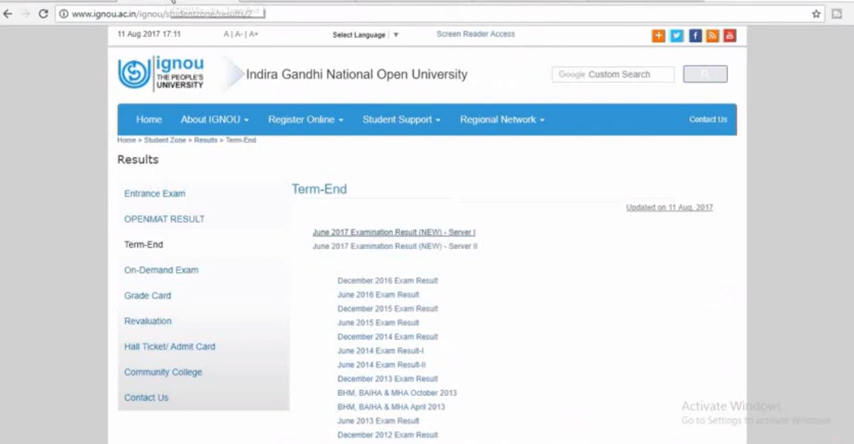 www.ignou.ac.in/ignou/studentzone/results/2
11 Aug 2017 17:11
A | A- | A+
Select Language
Screen Reader Access
ignou
THE PEOPLE'S
UNIVERSITY
Indira Gandhi National Open University
Google Custom Search
Home
About IGNOU
Register Online
Student Support
Regional Network
Contact Us
Home > Student Zone > Results > Term-End
Results
Entrance Exam
OPENMAT RESULT
Term-End
On-Demand Exam
Grade Card
Revaluation
Hall Ticket/ Admit Card
Community College
Contact Us
Term-End
Updated on 11 Aug, 2017
June 2017 Examination Result (NEW) - Server I
June 2017 Examination Result (NEW) - Server II
December 2016 Exam Result
June 2016 Exam Result
December 2015 Exam Result
June 2015 Exam Result
December 2014 Exam Result
June 2014 Exam Result-I
June 2014 Exam Result-II
December 2013 Exam Result
BHM, BAIHA & MHA October 2013
BHM, BAIHA & MHA April 2013
June 2013 Exam Result
December 2012 Exam Result
Activate Windows
Go to Settings to activate Windows.